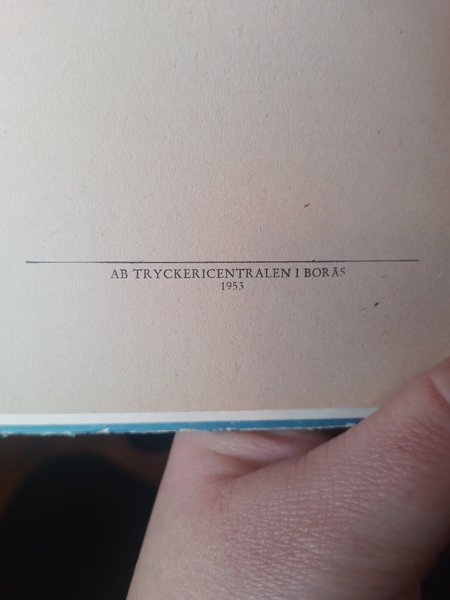 AB TRYCKERICENTRALEN I BORÅS
1953